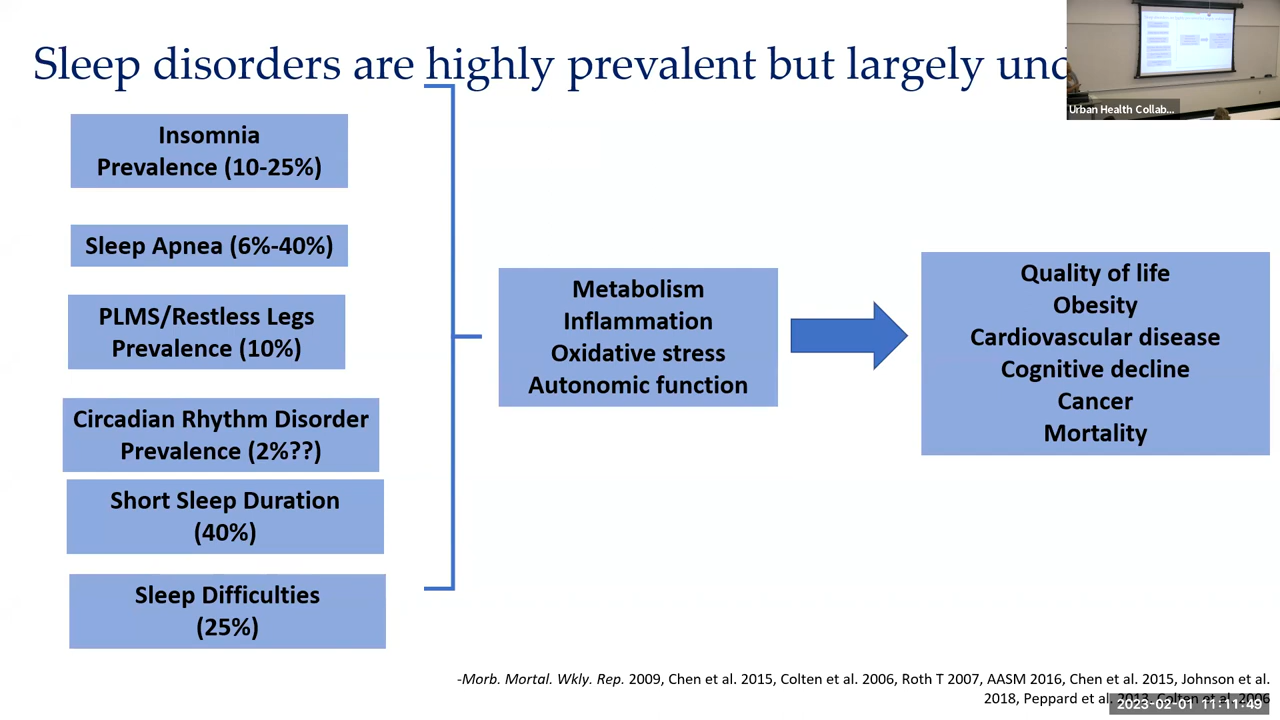 Sleep disorders are highly prevalent but largely
Urban Health Collab...
Insomnia
Prevalence (10-25%)
Sleep Apnea (6%-40%)
PLMS/Restless Legs
Prevalence (10%)
Circadian Rhythm Disorder
Prevalence (2%??)
Short Sleep Duration
(40%)
Sleep Difficulties
(25%)
Metabolism
Inflammation
Oxidative stress
Autonomic function
Quality of life
Obesity
Cardiovascular disease
Cognitive decline
Cancer
Mortality
-Morb. Mortal. Wkly. Rep. 2009, Chen et al. 2015, Colten et al. 2006, Roth T 2007, AASM 2016, Chen et al. 2015, Johnson et al.
2018, Peppard et al. 2013, Colten et al. 2006
2023-02-01 11:11:49